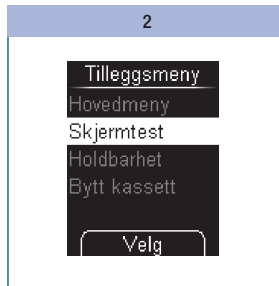 2
Tilleggsmeny
Hovedmeny
Skjermtest
Holdbarhet
Bytt kassett
Velg